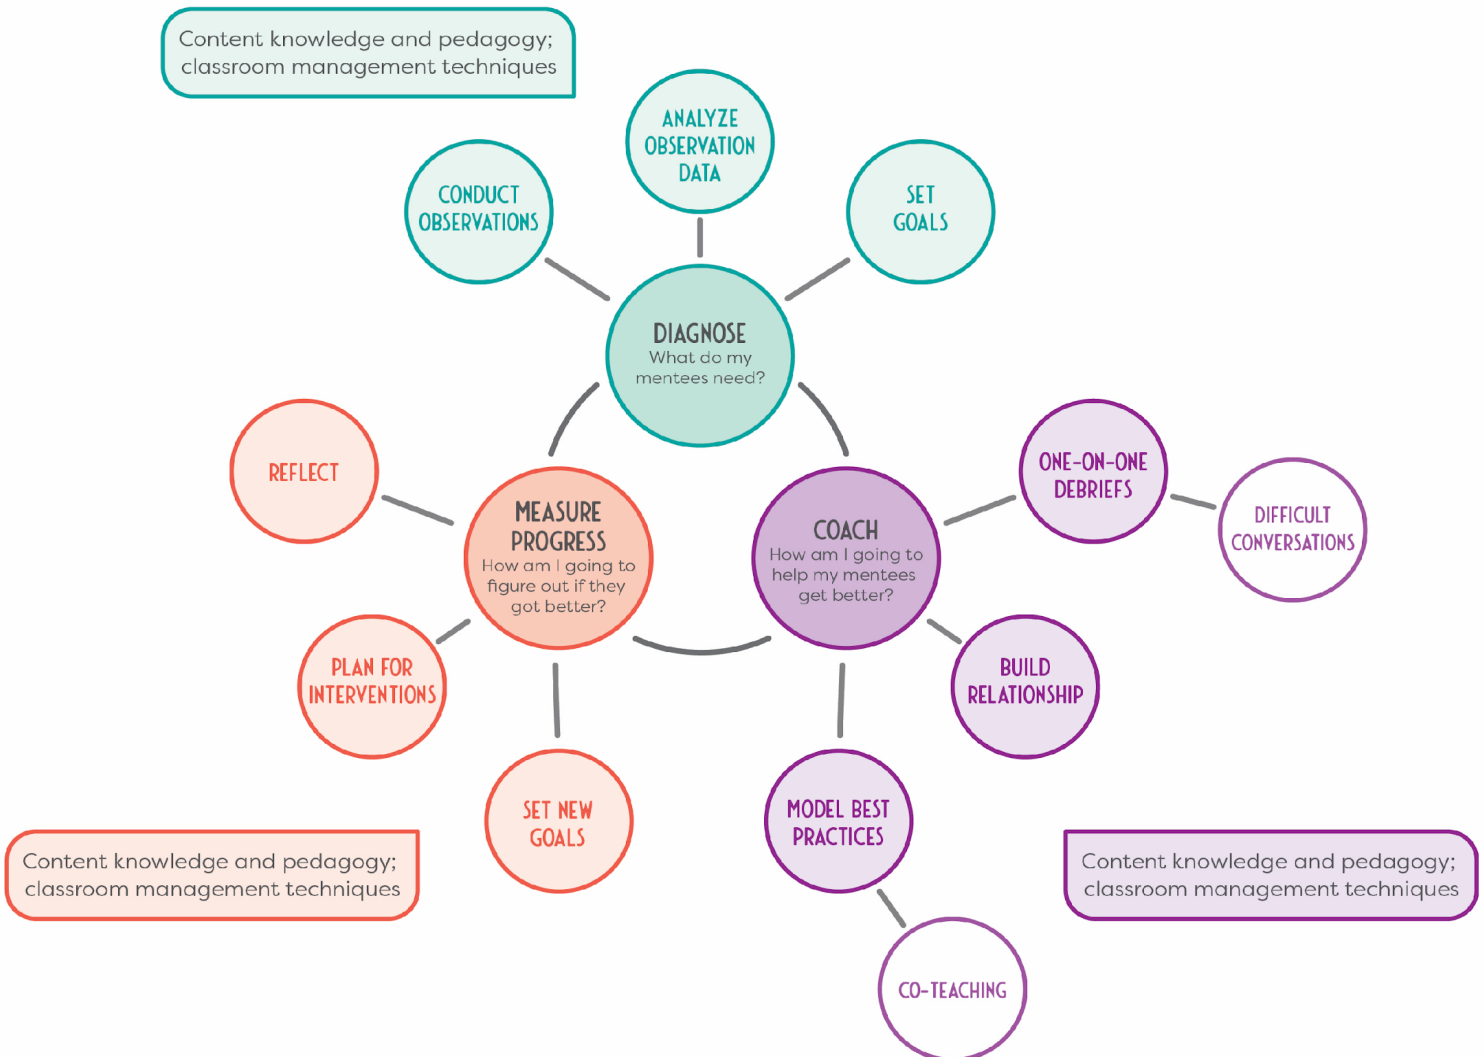 Content knowledge and pedagogy;
classroom management techniques
ANALYZE
OBSERVATION
DATA
CONDUCT
OBSERVATIONS
SET
GOALS
DIAGNOSE
What do my
mentees need?
REFLECT
MEASURE
PROGRESS
How am I going to
figure out if they
got better?
COACH
How am I going to
help my mentees
get better?
ONE-ON-ONE
DEBRIEFS
DIFFICULT
CONVERSATIONS
PLAN FOR
INTERVENTIONS
BUILD
RELATIONSHIP
SET NEW
GOALS
MODEL BEST
PRACTICES
Content knowledge and pedagogy;
classroom management techniques
Content knowledge and pedagogy;
classroom management techniques
CO-TEACHING